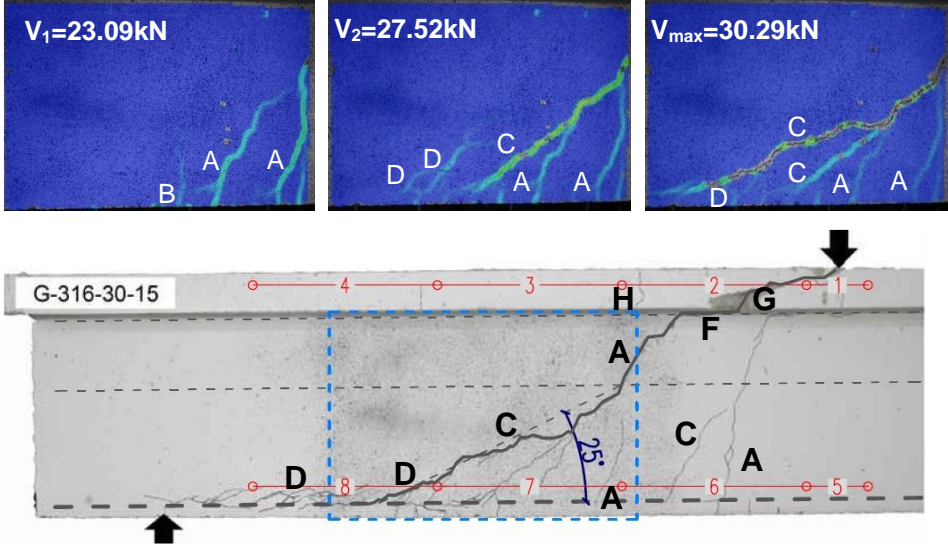 V1=23.09kN
A
A
B
V2=27.52kN
D
D
C
A
A
Vmax=30.29kN
C
C
D
A
A
G-316-30-15
4
3
2
1
H
G
F
A
C
25°
C
A
D
D
8
7
A
6
5